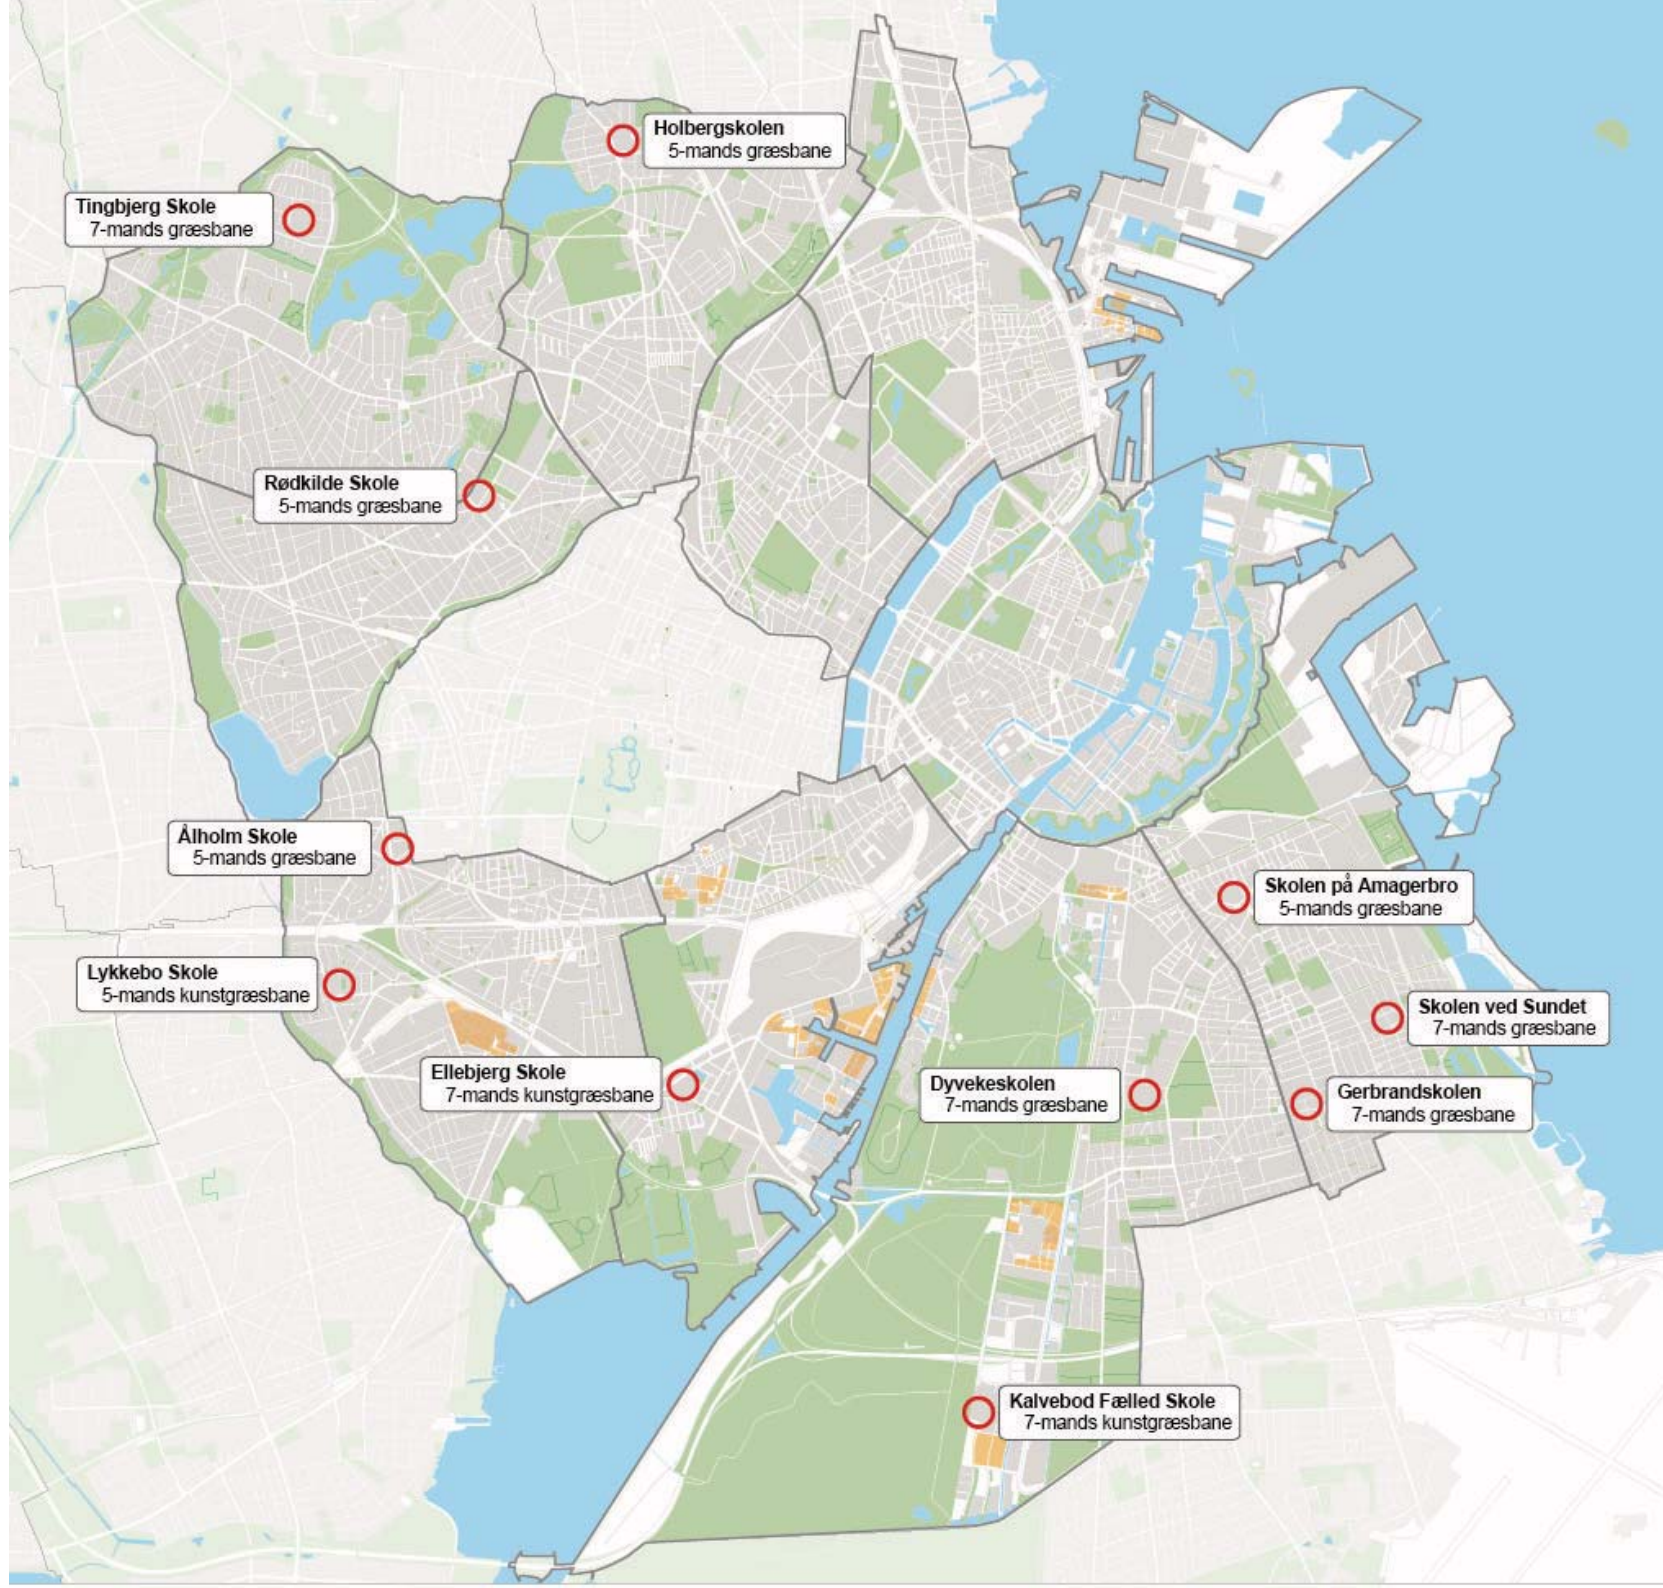 Holbergskolen
5-mands græsbane
Tingbjerg Skole
7-mands græsbane
Rødkilde Skole
5-mands græsbane
Ålholm Skole
5-mands græsbane
Skolen på Amagerbro
5-mands græsbane
Lykkebo Skole
5-mands kunstgræsbane
Skolen ved Sundet
7-mands græsbane
Ellebjerg Skole
7-mands kunstgræsbane
Dyvekeskolen
7-mands græsbane
Gerbrandskolen
7-mands græsbane
Kalvebod Fælled Skole
7-mands kunstgræsbane